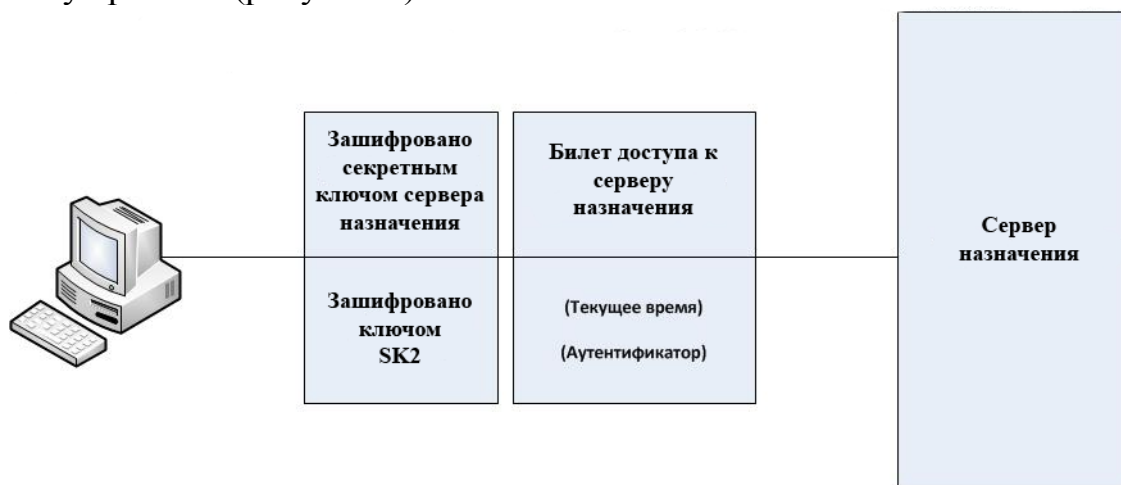 Зашифровано
секретным
ключом сервера
назначения
Билет доступа к
серверу
назначения
Сервер
назначения
Зашифровано
ключом
SK2
(Текущее время)
(Аутентификатор)